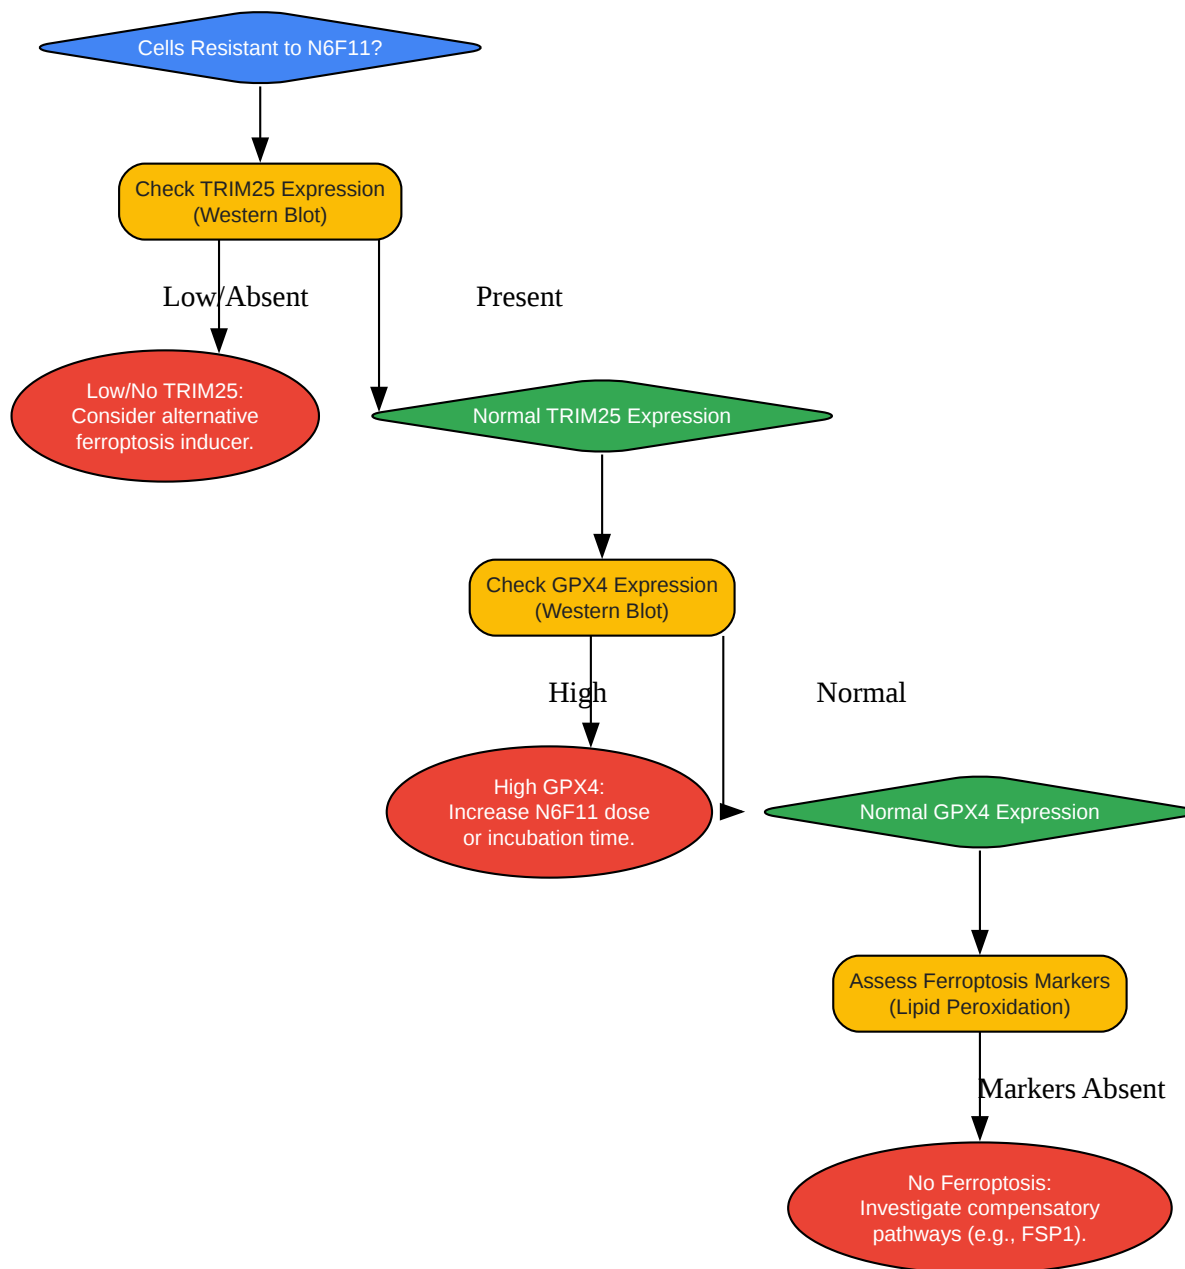 Cells Resistant to N6F11?
Check TRIM25 Expression
(Western Blot)
Low/Absent
Present
Low/No TRIM25:
Consider alternative
ferroptosis inducer.
Normal TRIM25 Expression
Check GPX4 Expression
(Western Blot)
High
Normal
High GPX4:
Increase N6F11 dose
or incubation time.
Normal GPX4 Expression
Assess Ferroptosis Markers
(Lipid Peroxidation)
Markers Absent
No Ferroptosis:
Investigate compensatory
pathways (e.g., FSP1).